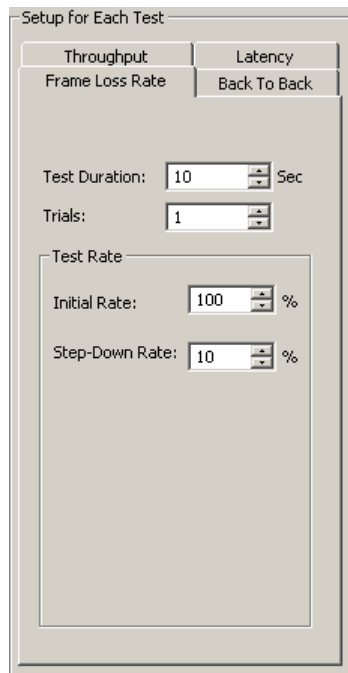 Setup for Each Test
Throughput Latency
Frame Loss Rate Back To Back
Test Duration: 10 Sec
Trials: 1
Test Rate
Initial Rate: 100 %
Step-Down Rate: 10 %